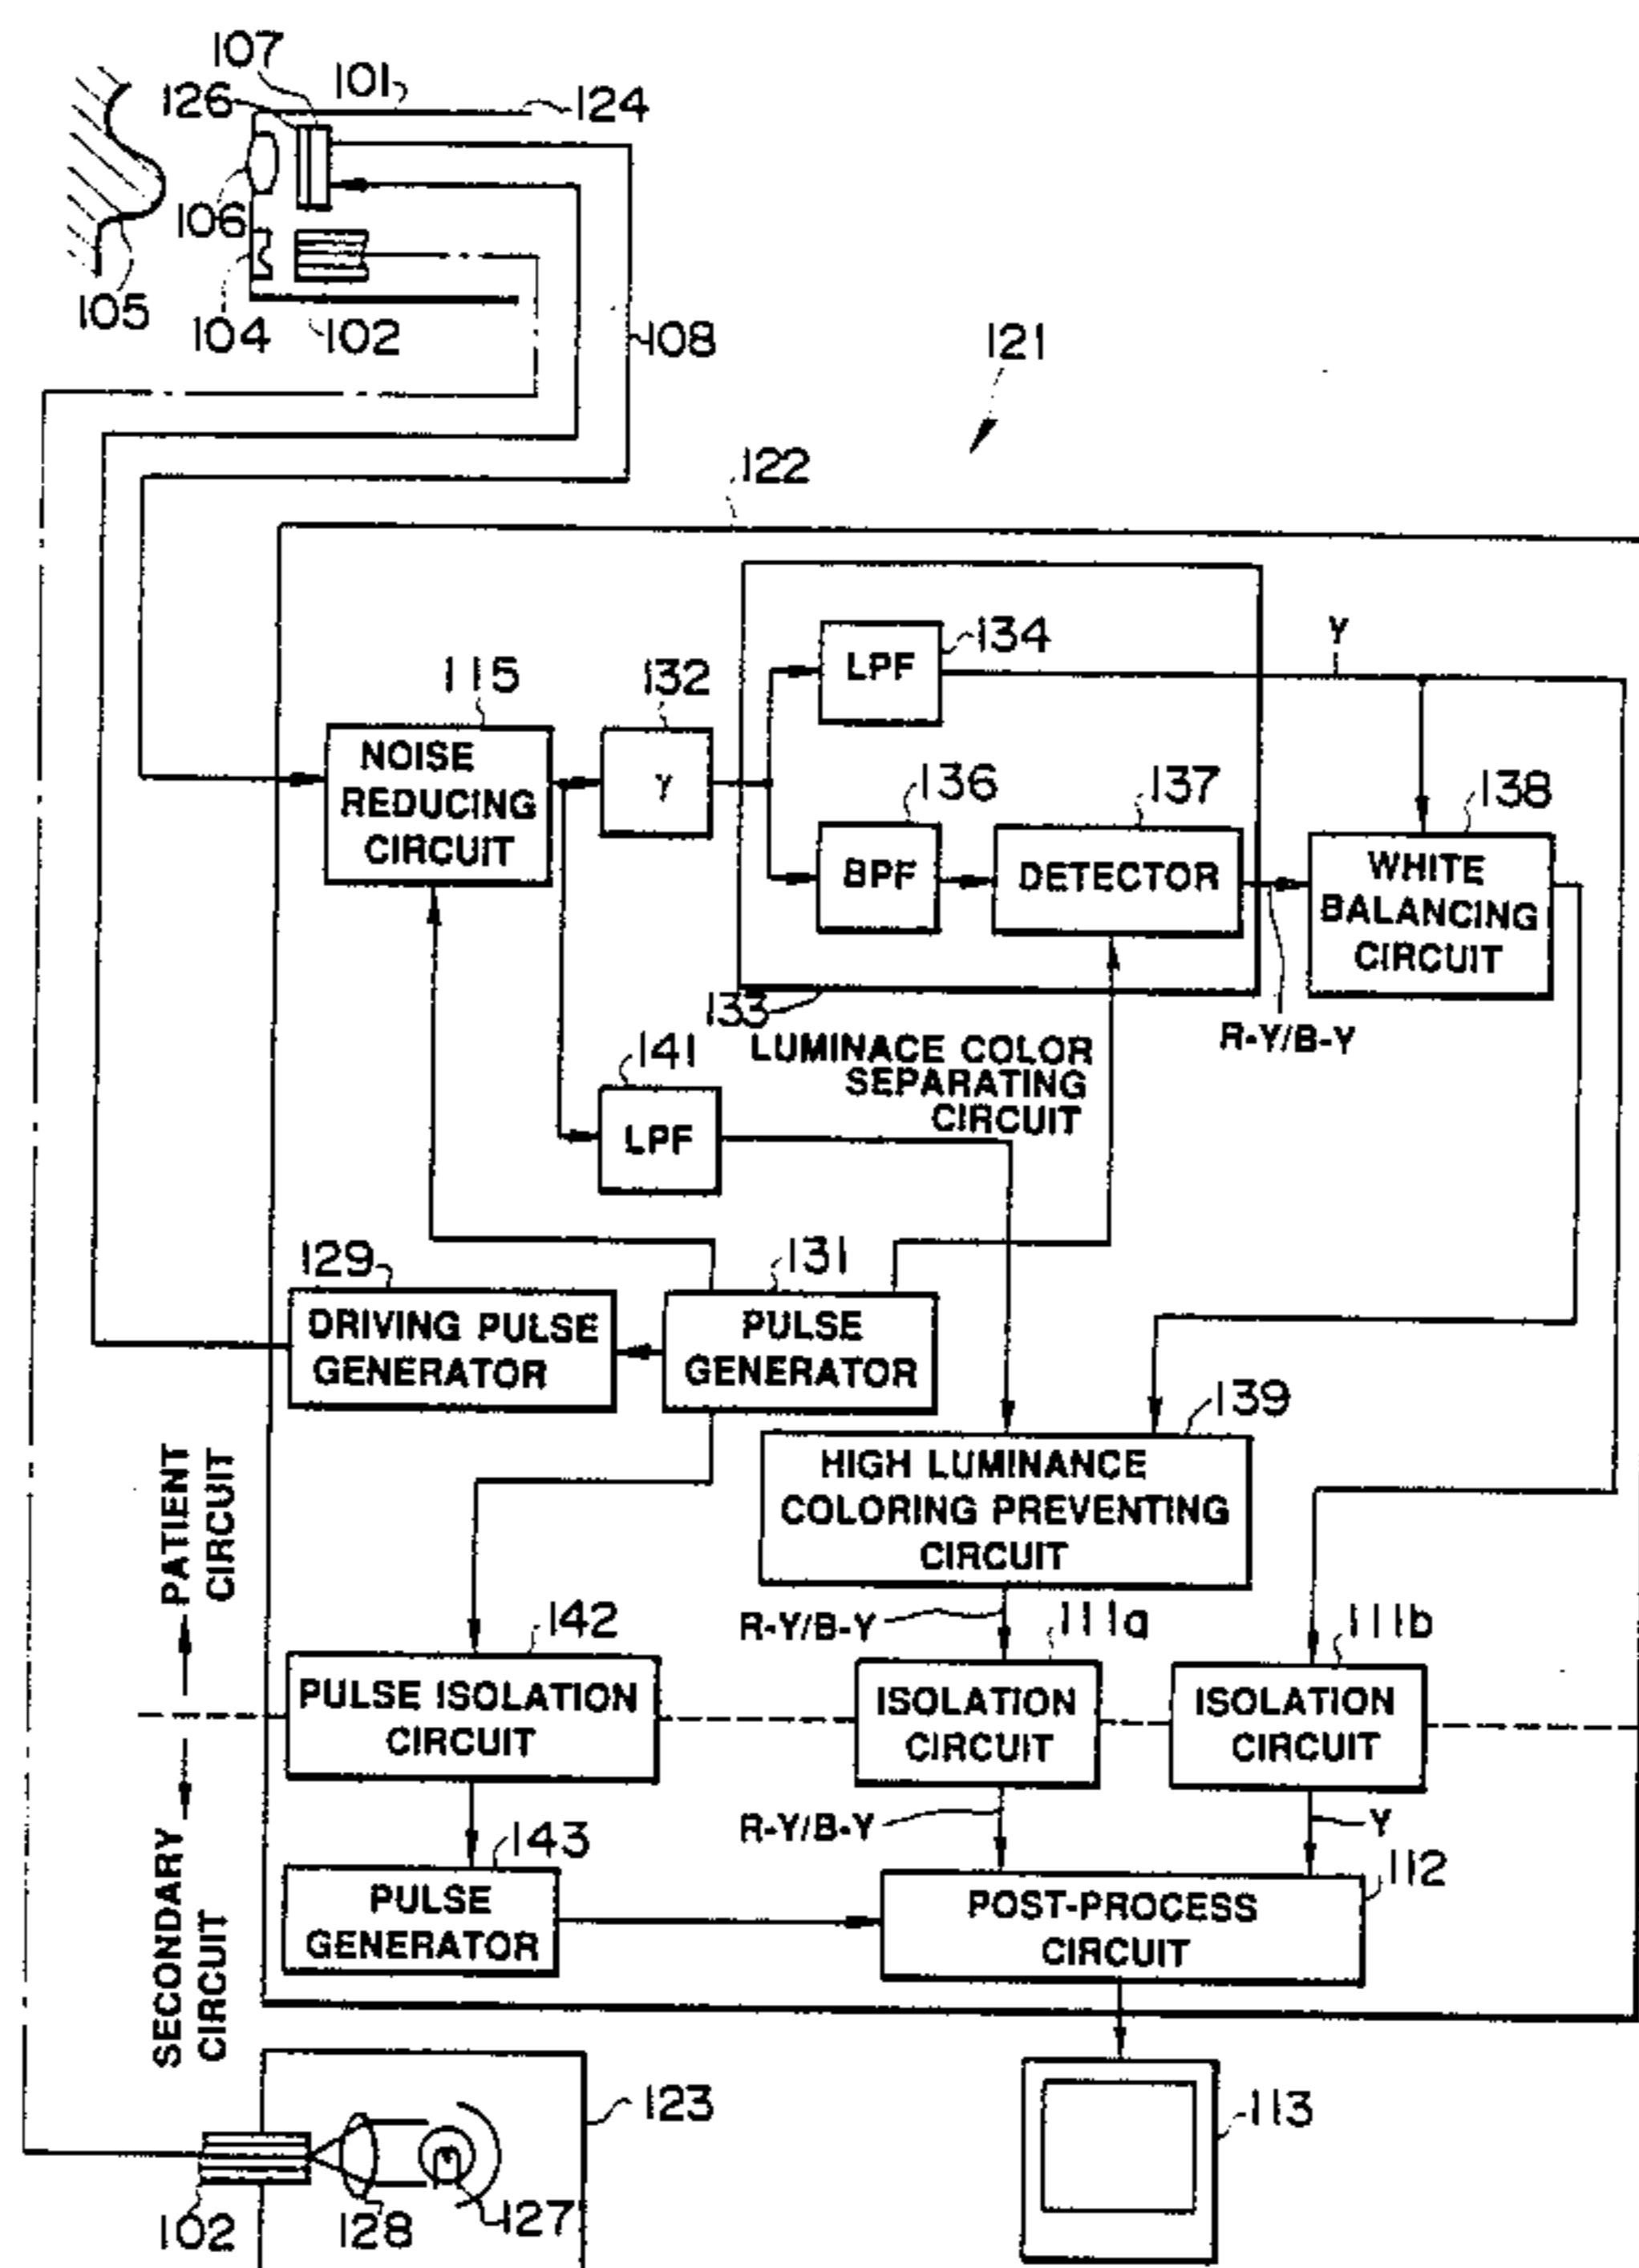 107
126
101
124
106
105
104
102
108
121
122
134
Y
115
132
LPF
NOISE
REDUCING
CIRCUIT
γ
136
137
138
BPF
DETECTOR
WHITE
BALANCING
CIRCUIT
133
R-Y/B-Y
141
LUMINACE COLOR
SEPARATING
CIRCUIT
LPF
129
131
DRIVING PULSE
GENERATOR
PULSE
GENERATOR
139
HIGH LUMINANCE
COLORING PREVENTING
CIRCUIT
PATIENT
CIRCUIT
142
R-Y/B-Y
111a
111b
PULSE ISOLATION
CIRCUIT
ISOLATION
CIRCUIT
ISOLATION
CIRCUIT
143
R-Y/B-Y
Y
112
PULSE
GENERATOR
POST-PROCESS
CIRCUIT
SECONDARY
CIRCUIT
123
113
102
128
127